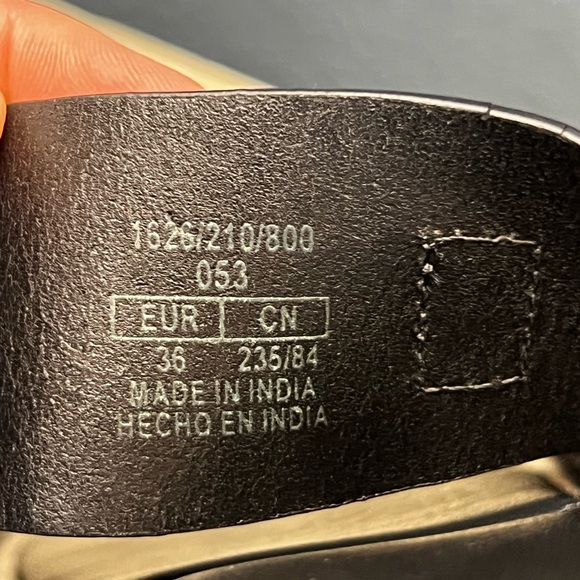 1626/210/800
053
EUR CN
36 235/84
MADE IN INDIA
HECHO EN INDIA